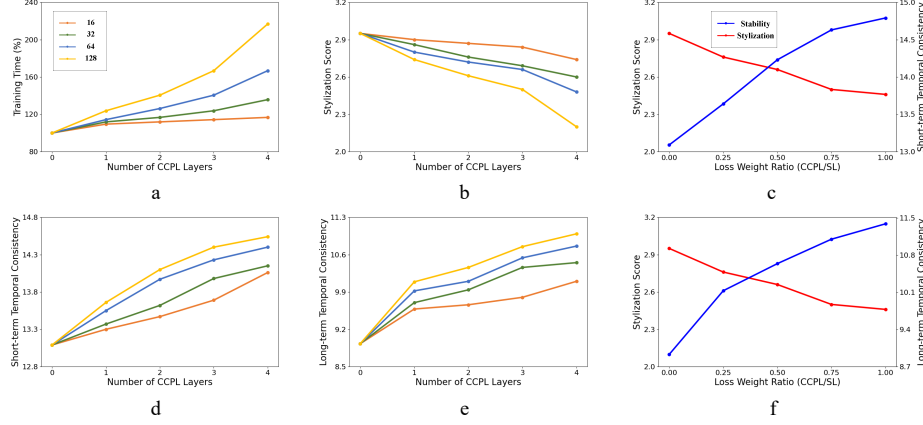 240
200
160
120
80
Training Time (%)
16
32
64
128
0 1 2 3 4
Number of CCPL Layers
a
3.2
2.9
2.6
2.3
2.0
Stylization Score
0 1 2 3 4
Number of CCPL Layers
b
3.2
2.9
2.6
2.3
2.0
Stylization Score
Stability
Stylization
15.0
14.5
14.0
13.5
13.0
Short-term Temporal Consistency
0.00 0.25 0.50 0.75 1.00
Loss Weight Ratio (CCPL/SL)
c
14.8
14.3
13.8
13.3
12.8
Short-term Temporal Consistency
0 1 2 3 4
Number of CCPL Layers
d
11.3
10.6
9.9
9.2
8.5
Long-term Temporal Consistency
0 1 2 3 4
Number of CCPL Layers
e
3.2
2.9
2.6
2.3
2.0
Stylization Score
11.5
10.8
10.1
9.4
8.7
Long-term Temporal Consistency
0.00 0.25 0.50 0.75 1.00
Loss Weight Ratio (CCPL/SL)
f